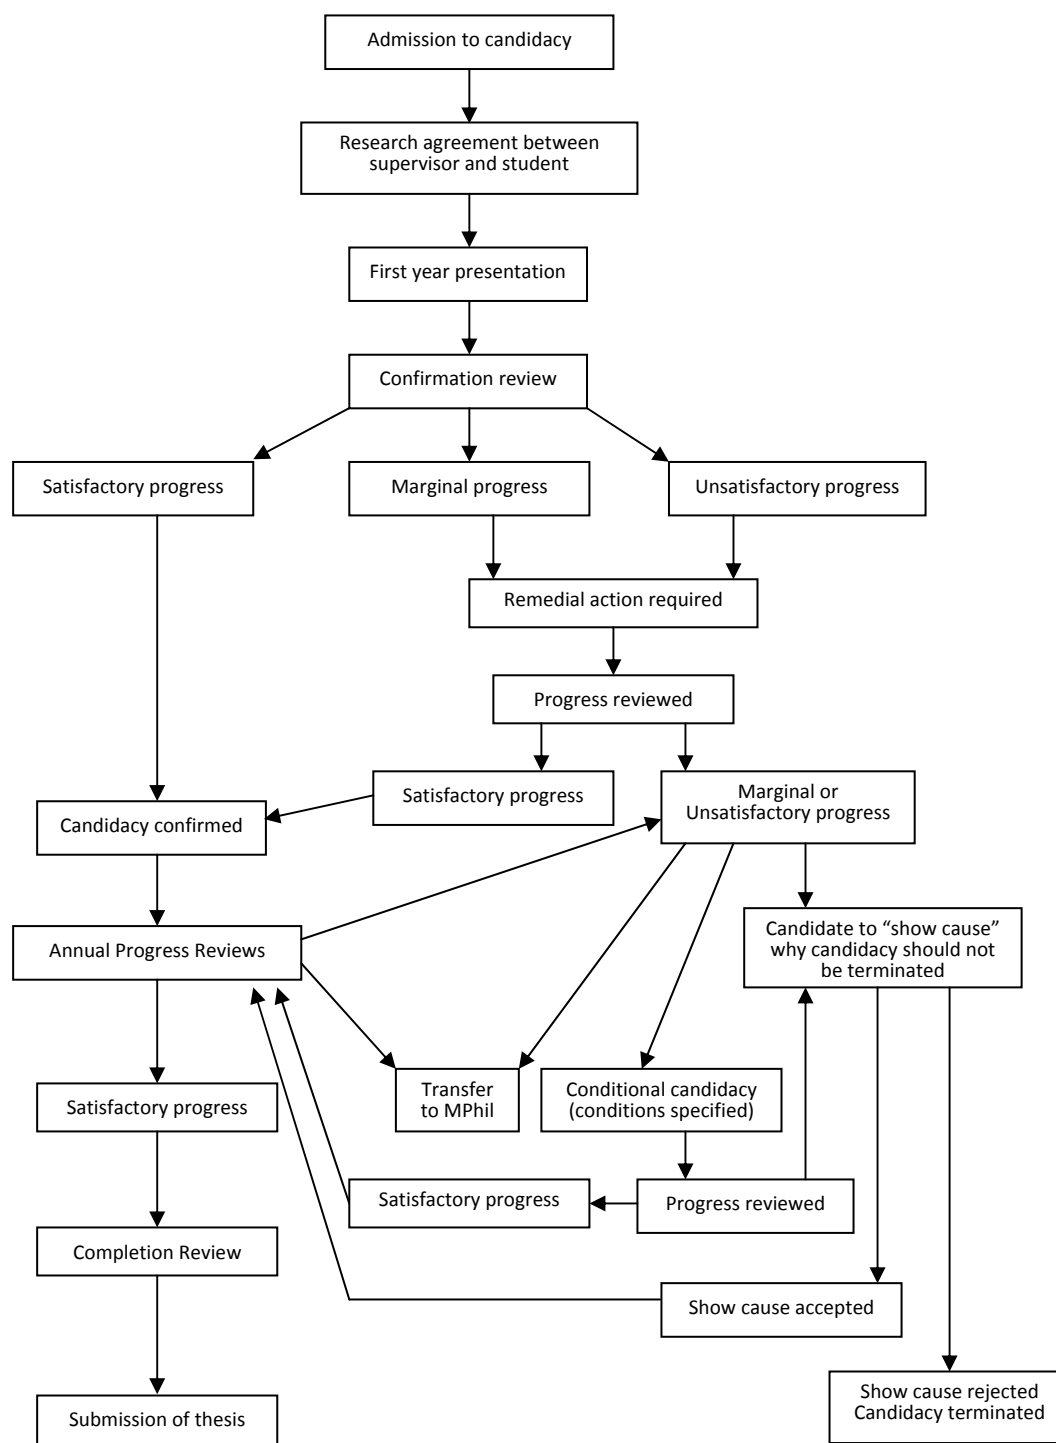 Admission to candidacy
Research agreement between
supervisor and student
First year presentation
Confirmation review
Satisfactory progress
Marginal progress
Unsatisfactory progress
Remedial action required
Progress reviewed
Satisfactory progress
Marginal or
Unsatisfactory progress
Candidacy confirmed
Annual Progress Reviews
Candidate to “show cause”
why candidacy should not
be terminated
Satisfactory progress
Transfer
to MPhil
Conditional candidacy
(conditions specified)
Satisfactory progress
Progress reviewed
Completion Review
Show cause accepted
Submission of thesis
Show cause rejected
Candidacy terminated